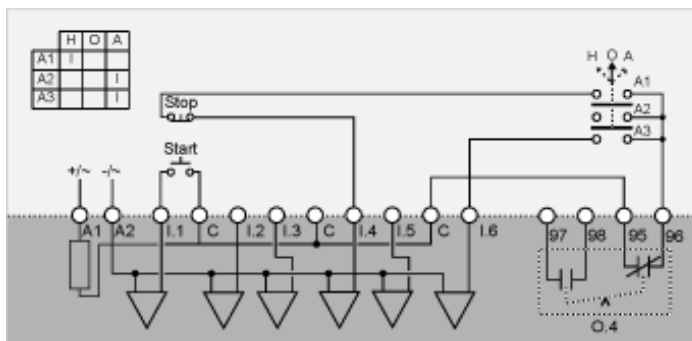 H O A
A1 I
A2 I
A3 I
H O A
A1
A2
A3
Stop
Start
+/~ -/~
A1 A2 I.1 C I.2 I.3 C I.4 I.5 C I.6 97 98 95 96
O.4